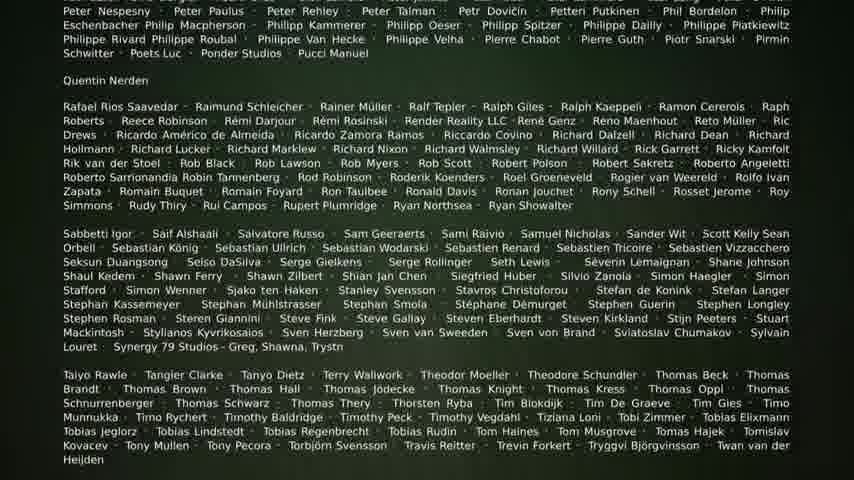 Peter Nespesny · Peter Paulus · Peter Rehley · Peter Talman · Petr Dovičin · Petteri Putkinen · Phil Bordelon · Philip
Eschenbacher Philip Macpherson · Philipp Kammerer · Philipp Oeser · Philipp Spitzer · Philippe Dailly · Philippe Piatkiewitz
Philippe Rivard Philippe Roubal · Philippe Van Hecke · Philippe Velha · Pierre Chabot · Pierre Guth · Piotr Snarski · Pirmin
Schwitter · Poets Luc · Ponder Studios · Pucci Manuel
Quentin Nerden
Rafael Rios Saavedar · Raimund Schleicher · Rainer Müller · Ralf Tepler · Ralph Giles · Ralph Kaeppeli · Ramon Cererols · Raph
Roberts · Reece Robinson · Rémi Darjour · Rémi Rosinski · Render Reality LLC · René Genz · Reno Maenhout · Reto Müller · Ric
Drews · Ricardo Américo de Almeida · Ricardo Zamora Ramos · Riccardo Covino · Richard Dalzell · Richard Dean · Richard
Hollmann · Richard Lucker · Richard Marklew · Richard Nixon · Richard Walmsley · Richard Willard · Rick Garrett · Ricky Kamfolt
Rik van der Stoel · Rob Black · Rob Lawson · Rob Myers · Rob Scott · Robert Polson · Robert Sakretz · Roberto Angeletti
Roberto Sarrionandia Robin Tannenberg · Rod Robinson · Roderik Koenders · Roel Groeneveld · Rogier van Weereld · Rolfo Ivan
Zapata · Romain Buquet · Romain Foyard · Ron Taulbee · Ronald Davis · Ronan Jouchet · Rony Schell · Rosset Jerome · Roy
Simmons · Rudy Thiry · Rui Campos · Rupert Plumridge · Ryan Northsea · Ryan Showalter
Sabbetti Igor · Saif Alshaali · Salvatore Russo · Sam Geeraerts · Sami Raivio · Samuel Nicholas · Sander Wit · Scott Kelly Sean
Orbell · Sebastian König · Sebastian Ullrich · Sebastian Wodarski · Sebastien Renard · Sebastien Tricoire · Sebastien Vizzacchero
Seksun Duangsong Selso DaSilva · Serge Gielkens · Serge Rollinger Seth Lewis · Séverin Lemaignan · Shane Johnson
Shaul Kedem · Shawn Ferry · Shawn Zilbert · Shian Jan Chen Siegfried Huber · Silvio Zanola · Simon Haegler · Simon
Stafford · Simon Wenner · Sjako ten Haken · Stanley Svensson · Stavros Christoforou · Stefan de Konink · Stefan Langer
Stephan Kassemeyer Stephan Mühlstrasser Stephan Smola · Stéphane Démurget Stephen Guerin · Stephen Longley
Stephen Rosman · Steren Giannini · Steve Fink · Steve Gallay · Steven Eberhardt · Steven Kirkland · Stijn Peeters · Stuart
Mackintosh · Stylianos Kyvrikosaios · Sven Herzberg · Sven van Sweeden · Sven von Brand · Sviatoslav Chumakov · Sylvain
Louret · Synergy 79 Studios - Greg, Shawna, Trystn
Taiyo Rawle · Tangier Clarke · Tanyo Dietz · Terry Wallwork · Theodor Moeller · Theodore Schundler · Thomas Beck · Thomas
Brandt · Thomas Brown · Thomas Hall · Thomas Jödecke · Thomas Knight · Thomas Kress · Thomas Oppl · Thomas
Schnurrenberger · Thomas Schwarz · Thomas Thery · Thorsten Ryba · Tim Blokdijk · Tim De Graeve · Tim Gies · Timo
Munnukka · Timo Rychert · Timothy Baldridge · Timothy Peck · Timothy Vegdahl · Tiziana Loni · Tobi Zimmer · Tobias Elixmann
Tobias Jeglorz · Tobias Lindstedt · Tobias Regenbrecht · Tobias Rudin · Tom Haines · Tom Musgrove · Tomas Hajek · Tomislav
Kovacev · Tony Mullen · Tony Pecora · Torbjörn Svensson · Travis Reitter · Trevin Forkert · Tryggvi Björgvinsson · Twan van der
Heijden